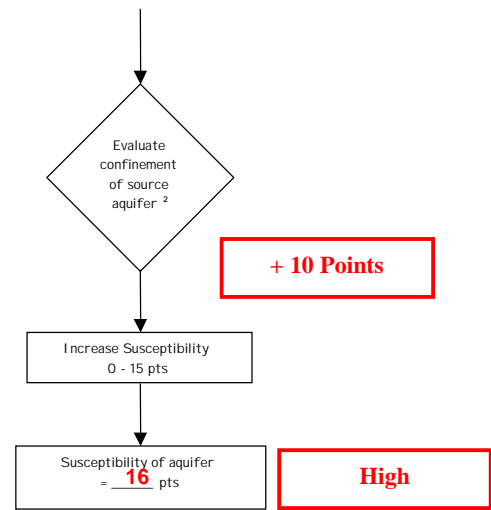 Evaluate
confinement
of source
aquifer ²
+ 10 Points
Increase Susceptibility
0 - 15 pts
Susceptibility of aquifer
= 16 pts
High